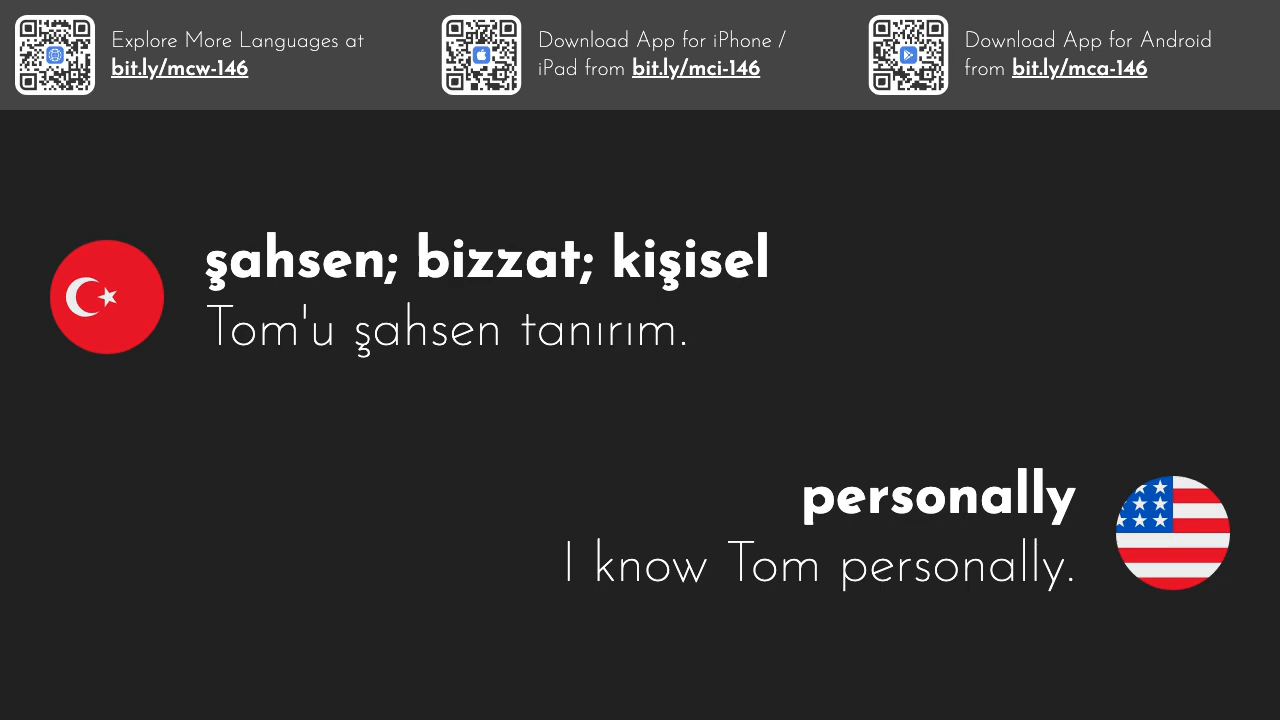 Explore More Languages at
bit.ly/mcw-146
Download App for iPhone /
iPad from bit.ly/mci-146
Download App for Android
from bit.ly/mca-146
şahsen; bizzat; kişisel
Tom'u şahsen tanırım.
personally
I know Tom personally.